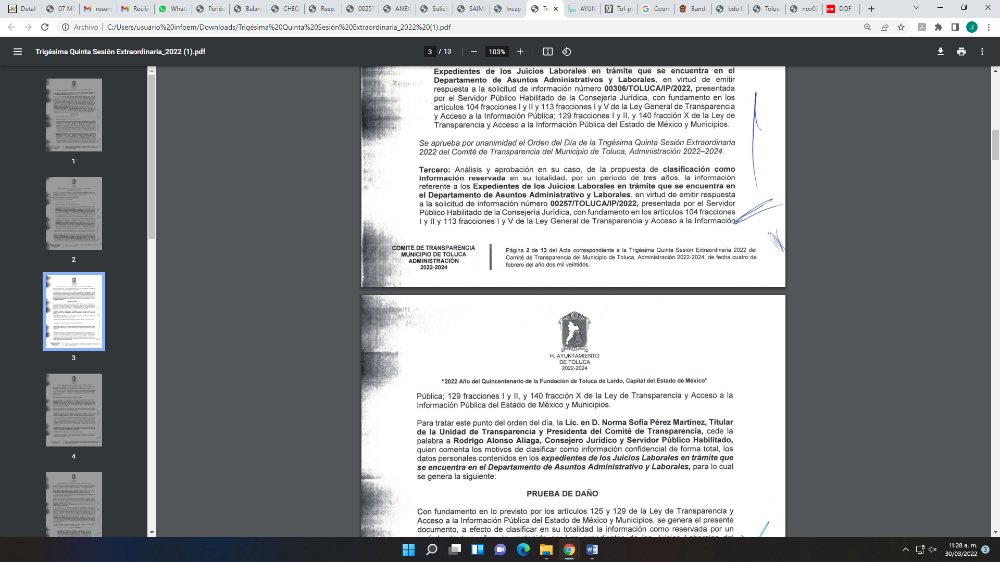 Detall
07 MP
reserv
Recibi
Whats
Periód
Balan
CHEQ
Resp.
00257
ANEX
Solicit
SAIME
Incapa
Tri
AYUN
Tol-po
Coord
Bando
bdo10
Toluca
nov03
DOF DOF -
Archivo C:/Users/usuario%20infoem/Downloads/Trigésima%20Quinta%20Sesión%20Extraordinaria_2022%20(1).pdf
J
Trigésima Quinta Sesión Extraordinaria_2022 (1).pdf
3 / 13
103%
1
2
3
4
Expedientes de los Juicios Laborales en trámite que se encuentra en el
Departamento de Asuntos Administrativos y Laborales, en virtud de emitir
respuesta a la solicitud de información número 00306/TOLUCA/IP/2022, presentada
por el Servidor Público Habilitado de la Consejería Jurídica, con fundamento en los
artículos 104 fracciones I y II y 113 fracciones I y V de la Ley General de Transparencia
y Acceso a la Información Pública; 129 fracciones I y II, y 140 fracción X de la Ley de
Transparencia y Acceso a la Información Pública del Estado de México y Municipios.
Se aprueba por unanimidad el Orden del Día de la Trigésima Quinta Sesión Extraordinaria
2022 del Comité de Transparencia del Municipio de Toluca, Administración 2022–2024.
Tercero: Análisis y aprobación en su caso, de la propuesta de clasificación como
información reservada en su totalidad, por un periodo de tres años, la información
referente a los Expedientes de los Juicios Laborales en trámite que se encuentra en
el Departamento de Asuntos Administrativo y Laborales, en virtud de emitir respuesta
a la solicitud de información número 00257/TOLUCA/IP/2022, presentada por el Servidor
Público Habilitado de la Consejería Jurídica, con fundamento en los artículos 104 fracciones
I y II y 113 fracciones I y V de la Ley General de Transparencia y Acceso a la Información
COMITÉ DE TRANSPARENCIA
MUNICIPIO DE TOLUCA
ADMINISTRACIÓN
2022-2024
Página 2 de 13 del Acta correspondiente a la Trigésima Quinta Sesión Extraordinaria 2022 del
Comité de Transparencia del Municipio de Toluca, Administración 2022-2024, de fecha cuatro de
febrero del año dos mil veintidós.
H. AYUNTAMIENTO
DE TOLUCA
2022-2024
“2022 Año del Quincentenario de la Fundación de Toluca de Lerdo, Capital del Estado de México”
Pública; 129 fracciones I y II, y 140 fracción X de la Ley de Transparencia y Acceso a la
Información Pública del Estado de México y Municipios.
Para tratar este punto del orden del día, la Lic. en D. Norma Sofía Pérez Martínez, Titular
de la Unidad de Transparencia y Presidenta del Comité de Transparencia, cede la
palabra a Rodrigo Alonso Aliaga, Consejero Jurídico y Servidor Público Habilitado,
quien comenta los motivos de clasificar como información confidencial de forma total, los
datos personales contenidos en los expedientes de los Juicios Laborales en trámite que
se encuentra en el Departamento de Asuntos Administrativo y Laborales, para lo cual
se genera la siguiente:
PRUEBA DE DAÑO
Con fundamento en lo previsto por los artículos 125 y 129 de la Ley de Transparencia y
Acceso a la Información Pública del Estado de México y Municipios, se genera el presente
documento, a efecto de clasificar en su totalidad la información como reservada por un
11:28 a. m.
30/03/2022
3